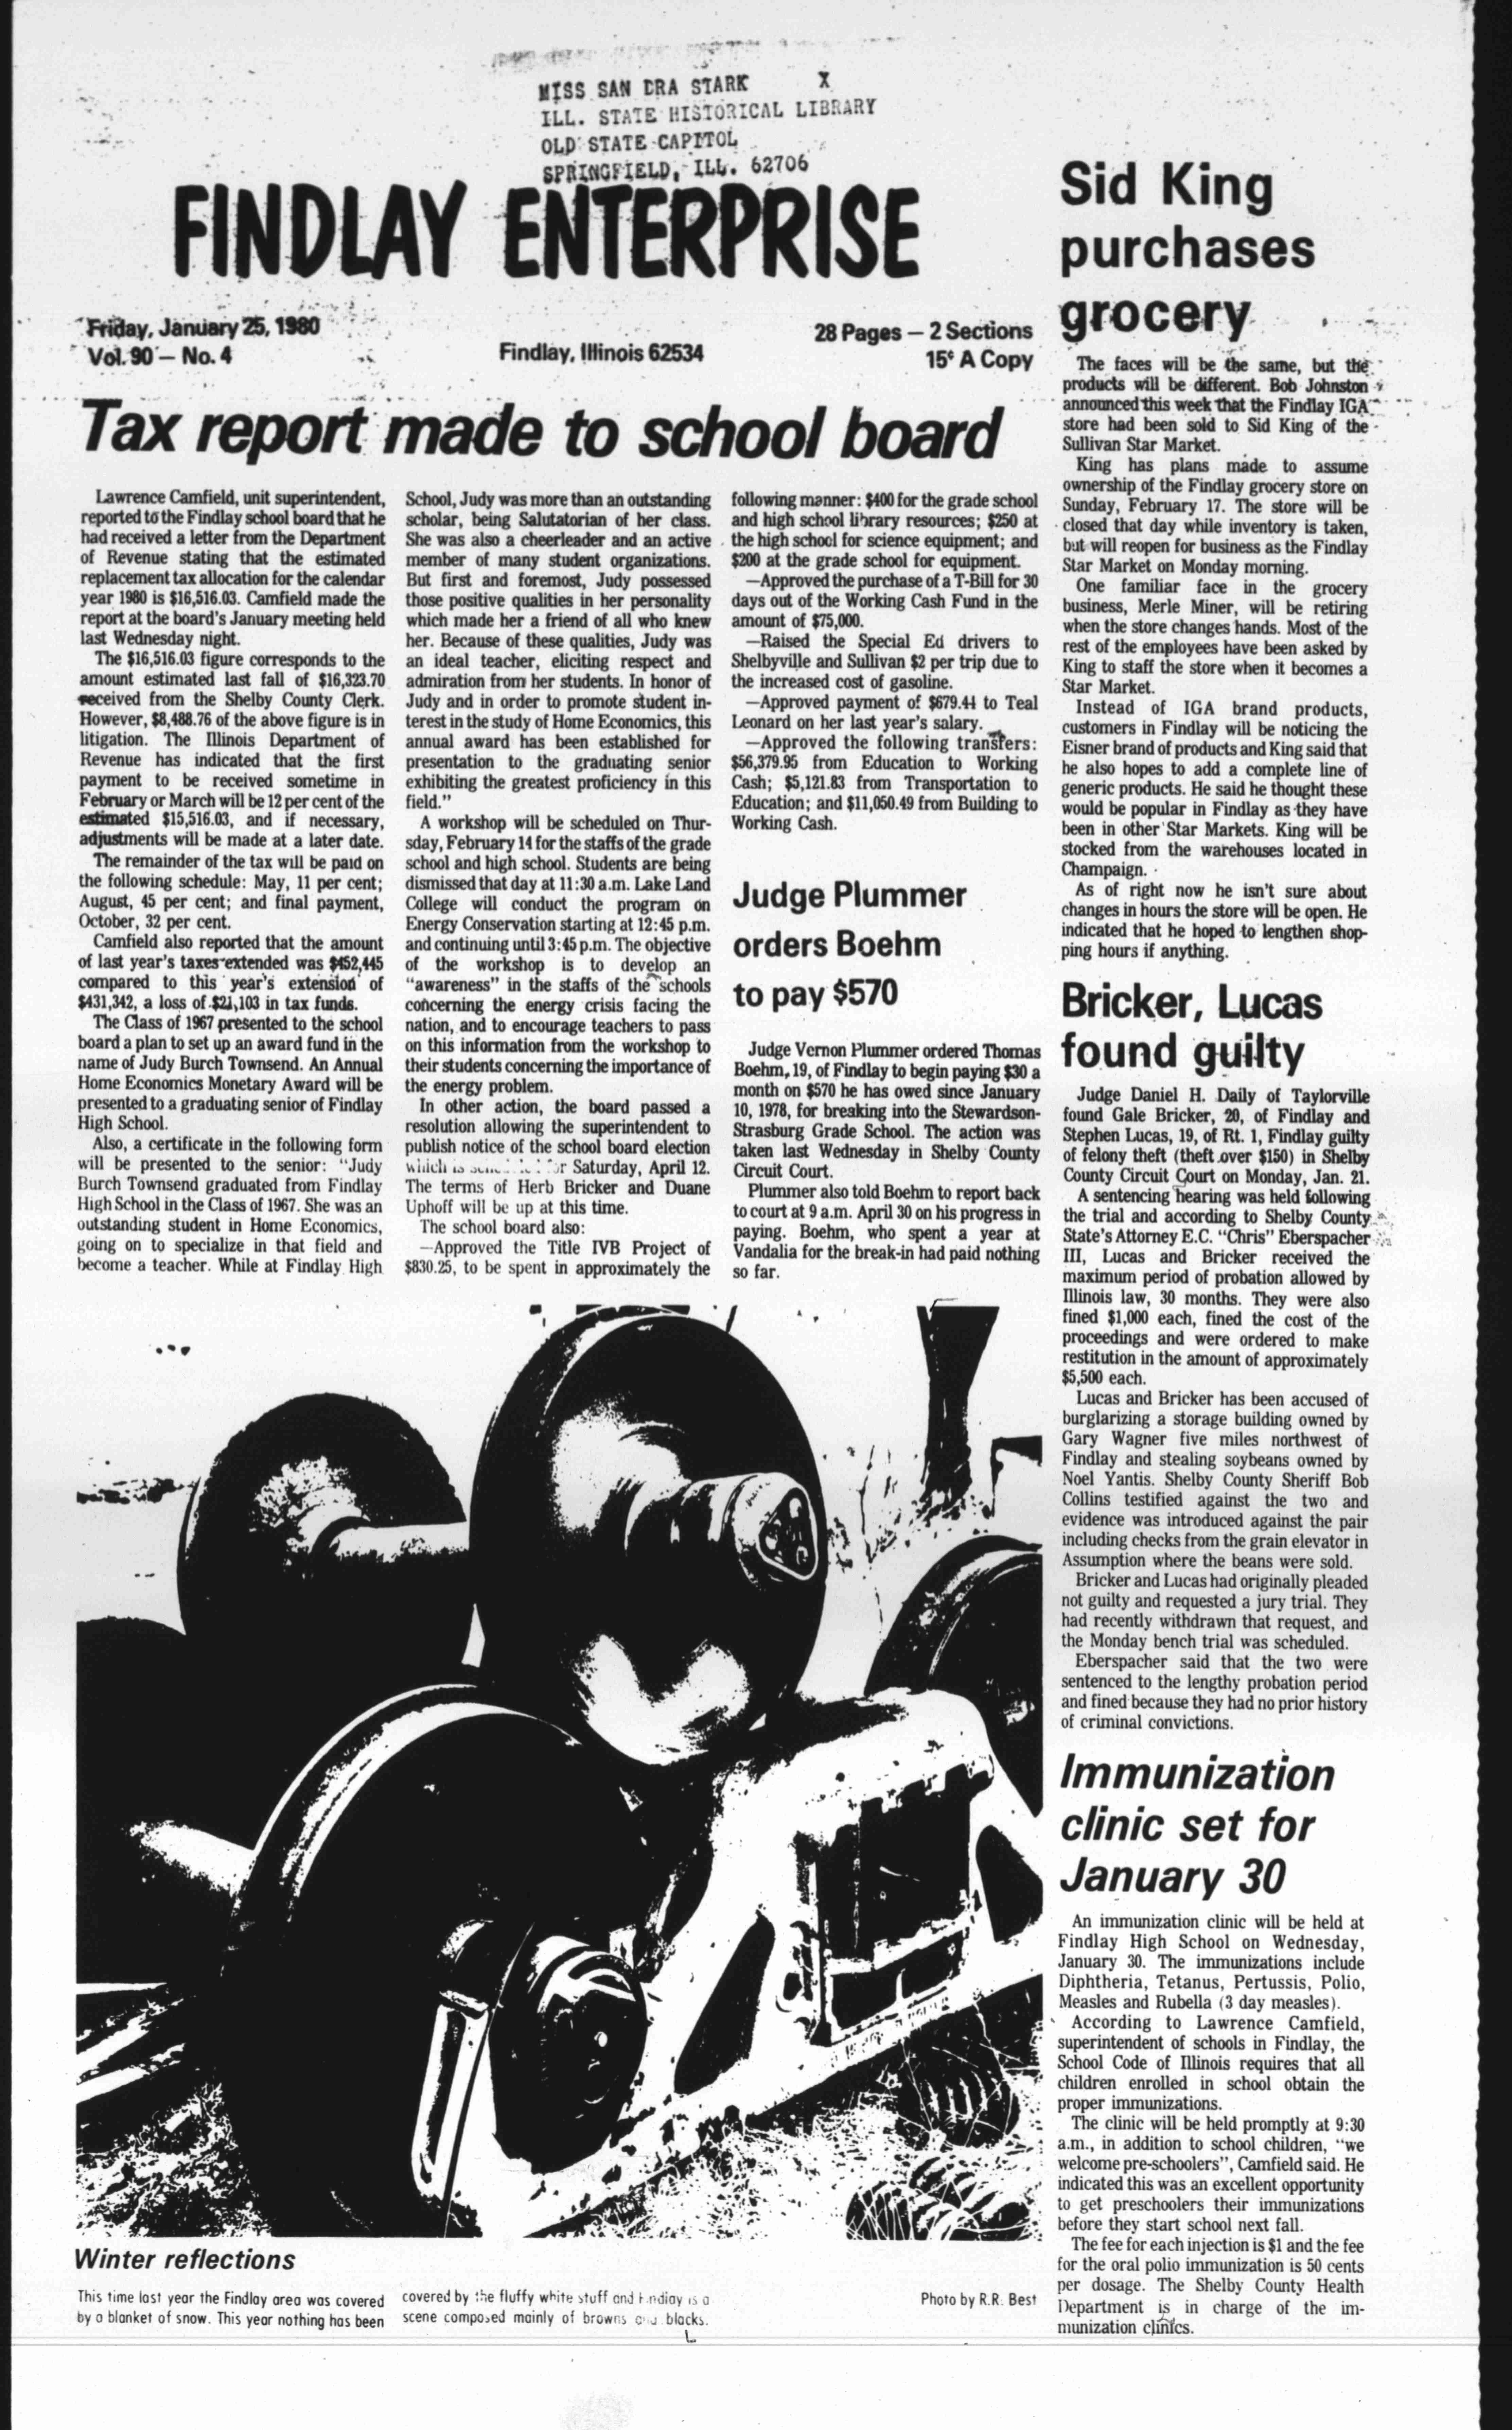 MISS SAN DRA STARK X
ILL. STATE HISTORICAL LIBRARY
OLD STATE CAPITOL
SPRINGFIELD, ILL. 62706
FINDLAY ENTERPRISE
Friday, January 25, 1980
Vol. 90 — No. 4
Findlay, Illinois 62534
28 Pages — 2 Sections
15¢ A Copy
Tax report made to school board
Lawrence Camfield, unit superintendent,
reported to the Findlay school board that he
had received a letter from the Department
of Revenue stating that the estimated
replacement tax allocation for the calendar
year 1980 is $16,516.03. Camfield made the
report at the board's January meeting held
last Wednesday night.
The $16,516.03 figure corresponds to the
amount estimated last fall of $16,323.70
received from the Shelby County Clerk.
However, $8,488.76 of the above figure is in
litigation. The Illinois Department of
Revenue has indicated that the first
payment to be received sometime in
February or March will be 12 per cent of the
estimated $15,516.03, and if necessary,
adjustments will be made at a later date.
The remainder of the tax will be paid on
the following schedule: May, 11 per cent;
August, 45 per cent; and final payment,
October, 32 per cent.
Camfield also reported that the amount
of last year's taxes extended was $452,445
compared to this year's extension of
$431,342, a loss of $21,103 in tax funds.
The Class of 1967 presented to the school
board a plan to set up an award fund in the
name of Judy Burch Townsend. An Annual
Home Economics Monetary Award will be
presented to a graduating senior of Findlay
High School.
Also, a certificate in the following form
will be presented to the senior: "Judy
Burch Townsend graduated from Findlay
High School in the Class of 1967. She was an
outstanding student in Home Economics,
going on to specialize in that field and
become a teacher. While at Findlay High
School, Judy was more than an outstanding
scholar, being Salutatorian of her class.
She was also a cheerleader and an active
member of many student organizations.
But first and foremost, Judy possessed
those positive qualities in her personality
which made her a friend of all who knew
her. Because of these qualities, Judy was
an ideal teacher, eliciting respect and
admiration from her students. In honor of
Judy and in order to promote student in-
terest in the study of Home Economics, this
annual award has been established for
presentation to the graduating senior
exhibiting the greatest proficiency in this
field."
A workshop will be scheduled on Thur-
sday, February 14 for the staffs of the grade
school and high school. Students are being
dismissed that day at 11:30 a.m. Lake Land
College will conduct the program on
Energy Conservation starting at 12:45 p.m.
and continuing until 3:45 p.m. The objective
of the workshop is to develop an
"awareness" in the staffs of the schools
concerning the energy crisis facing the
nation, and to encourage teachers to pass
on this information from the workshop to
their students concerning the importance of
the energy problem.
In other action, the board passed a
resolution allowing the superintendent to
publish notice of the school board election
which is Saturday, April 12.
The terms of Herb Bricker and Duane
Uphoff will be up at this time.
The school board also:
—Approved the Title IVB Project of
$830.25, to be spent in approximately the
following manner: $400 for the grade school
and high school library resources; $250 at
the high school for science equipment; and
$200 at the grade school for equipment.
—Approved the purchase of a T-Bill for 30
days out of the Working Cash Fund in the
amount of $75,000.
—Raised the Special Ed drivers to
Shelbyville and Sullivan $2 per trip due to
the increased cost of gasoline.
—Approved payment of $679.44 to Teal
Leonard on her last year's salary.
—Approved the following transfers:
$56,379.95 from Education to Working
Cash; $5,121.83 from Transportation to
Education; and $11,050.49 from Building to
Working Cash.
Judge Plummer
orders Boehm
to pay $570
Judge Vernon Plummer ordered Thomas
Boehm, 19, of Findlay to begin paying $30 a
month on $570 he has owed since January
10, 1978, for breaking into the Stewardson-
Strasburg Grade School. The action was
taken last Wednesday in Shelby County
Circuit Court.
Plummer also told Boehm to report back
to court at 9 a.m. April 30 on his progress in
paying. Boehm, who spent a year at
Vandalia for the break-in had paid nothing
so far.
Sid King
purchases
grocery
The faces will be the same, but the
products will be different. Bob Johnston
announced this week that the Findlay IGA
store had been sold to Sid King of the
Sullivan Star Market.
King has plans made to assume
ownership of the Findlay grocery store on
Sunday, February 17. The store will be
closed that day while inventory is taken,
but will reopen for business as the Findlay
Star Market on Monday morning.
One familiar face in the grocery
business, Merle Miner, will be retiring
when the store changes hands. Most of the
rest of the employees have been asked by
King to staff the store when it becomes a
Star Market.
Instead of IGA brand products,
customers in Findlay will be noticing the
Eisner brand of products and King said that
he also hopes to add a complete line of
generic products. He said he thought these
would be popular in Findlay as they have
been in other Star Markets. King will be
stocked from the warehouses located in
Champaign.
As of right now he isn't sure about
changes in hours the store will be open. He
indicated that he hoped to lengthen shop-
ping hours if anything.
Bricker, Lucas
found guilty
Judge Daniel H. Daily of Taylorville
found Gale Bricker, 20, of Findlay and
Stephen Lucas, 19, of Rt. 1, Findlay guilty
of felony theft (theft over $150) in Shelby
County Circuit Court on Monday, Jan. 21.
A sentencing hearing was held following
the trial and according to Shelby County
State's Attorney E.C. "Chris" Eberspacher
III, Lucas and Bricker received the
maximum period of probation allowed by
Illinois law, 30 months. They were also
fined $1,000 each, fined the cost of the
proceedings and were ordered to make
restitution in the amount of approximately
$5,500 each.
Lucas and Bricker has been accused of
burglarizing a storage building owned by
Gary Wagner five miles northwest of
Findlay and stealing soybeans owned by
Noel Yantis. Shelby County Sheriff Bob
Collins testified against the two and
evidence was introduced against the pair
including checks from the grain elevator in
Assumption where the beans were sold.
Bricker and Lucas had originally pleaded
not guilty and requested a jury trial. They
had recently withdrawn that request, and
the Monday bench trial was scheduled.
Eberspacher said that the two were
sentenced to the lengthy probation period
and fined because they had no prior history
of criminal convictions.
Immunization
clinic set for
January 30
An immunization clinic will be held at
Findlay High School on Wednesday,
January 30. The immunizations include
Diphtheria, Tetanus, Pertussis, Polio,
Measles and Rubella (3 day measles).
According to Lawrence Camfield,
superintendent of schools in Findlay, the
School Code of Illinois requires that all
children enrolled in school obtain the
proper immunizations.
The clinic will be held promptly at 9:30
a.m., in addition to school children, "we
welcome pre-schoolers", Camfield said. He
indicated this was an excellent opportunity
to get preschoolers their immunizations
before they start school next fall.
The fee for each injection is $1 and the fee
for the oral polio immunization is 50 cents
per dosage. The Shelby County Health
Department is in charge of the im-
munization clinics.
Winter reflections
This time last year the Findlay area was covered
by a blanket of snow. This year nothing has been
covered by the fluffy white stuff and Findlay is a
scene composed mainly of browns and blacks.
Photo by R.R. Best